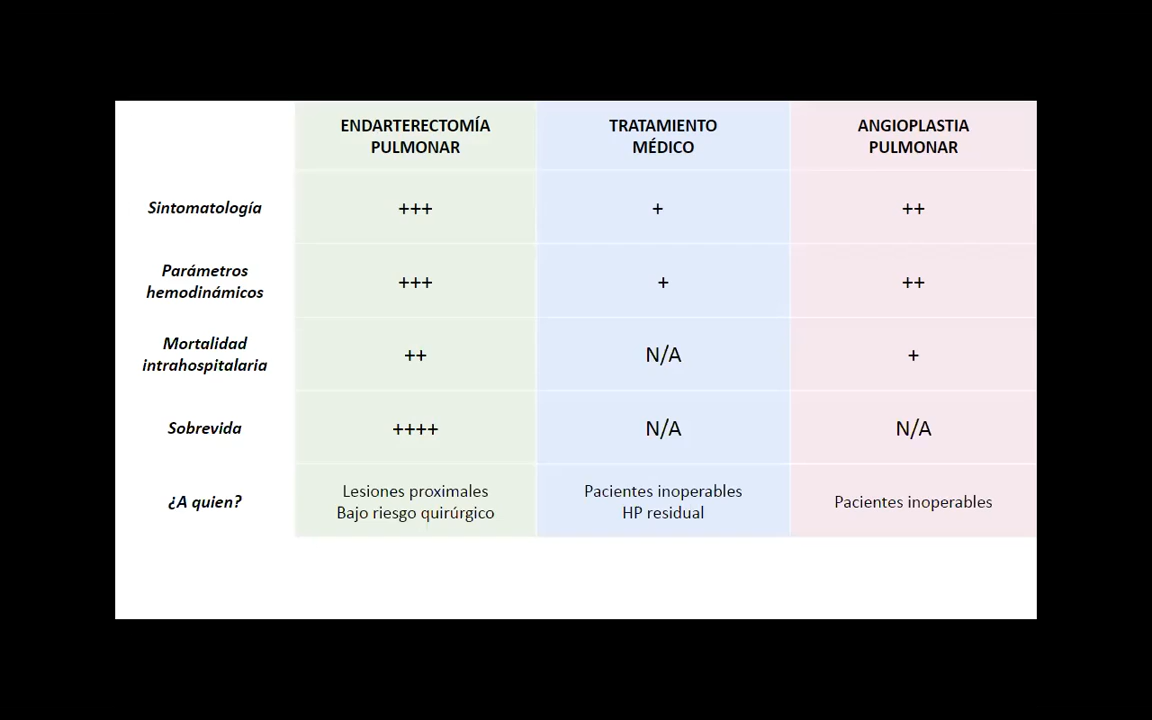 ENDARTERECTOMÍA
PULMONAR
TRATAMIENTO
MÉDICO
ANGIOPLASTIA
PULMONAR
Sintomatología
+++
+
++
Parámetros
hemodinámicos
+++
+
++
Mortalidad
intrahospitalaria
++
N/A
+
Sobrevida
++++
N/A
N/A
¿A quien?
Lesiones proximales
Bajo riesgo quirúrgico
Pacientes inoperables
HP residual
Pacientes inoperables